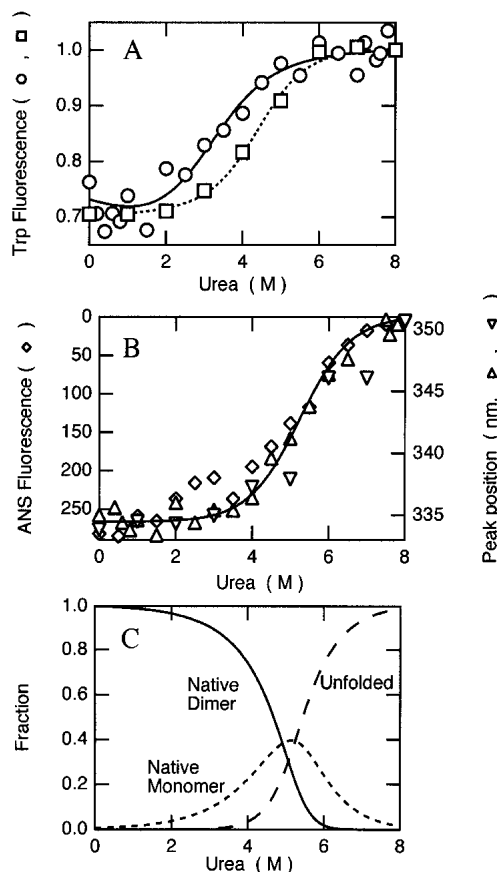 A
Trp Fluorescence ( ○ , □ )
1.0
0.9
0.8
0.7
0
2
4
6
8
Urea ( M )
B
ANS Fluorescence ( ◇ )
0
50
100
150
200
250
350
345
340
335
Peak position ( nm, △ , ▽ )
0
2
4
6
8
Urea ( M )
C
Fraction
1.0
0.8
0.6
0.4
0.2
0.0
Native
Dimer
Unfolded
Native
Monomer
0
2
4
6
8
Urea ( M )